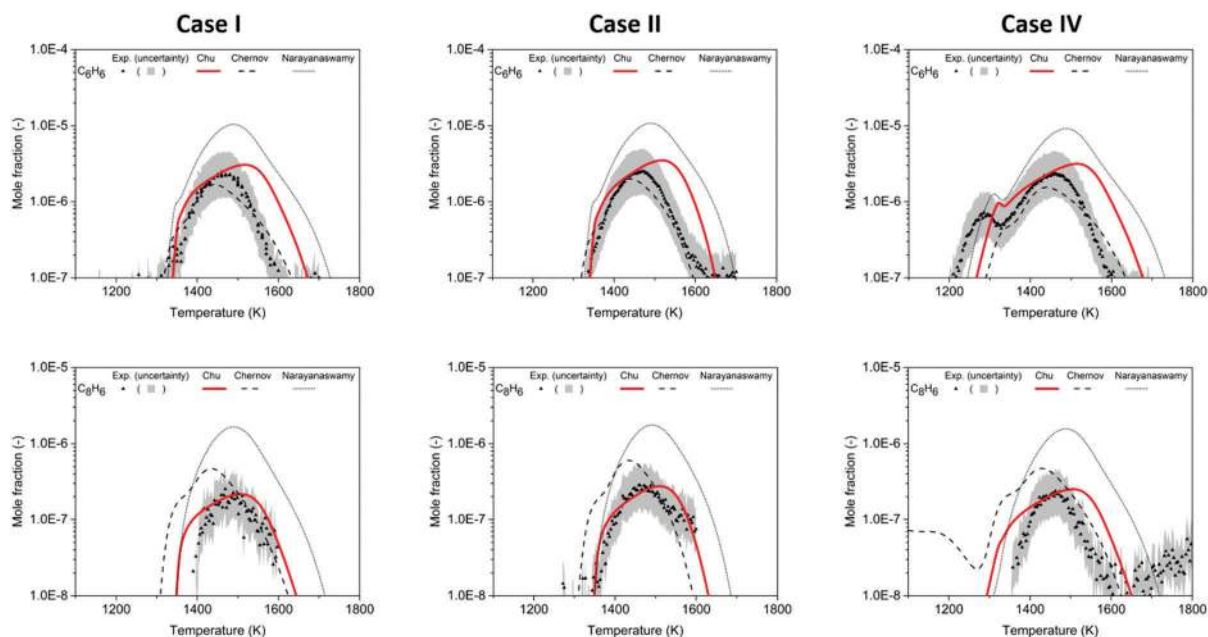 Case I
Case II
Case IV
Exp. (uncertainty) Chu Chernov Narayanaswamy
C6H6 ( )
1.0E-4
1.0E-5
1.0E-6
1.0E-7
Mole fraction (-)
1200 1400 1600 1800
Temperature (K)
Exp. (uncertainty) Chu Chernov Narayanaswamy
C6H6 ( )
1.0E-4
1.0E-5
1.0E-6
1.0E-7
Mole fraction (-)
1200 1400 1600 1800
Temperature (K)
Exp. (uncertainty) Chu Chernov Narayanaswamy
C6H6 ( )
1.0E-4
1.0E-5
1.0E-6
1.0E-7
Mole fraction (-)
1200 1400 1600 1800
Temperature (K)
Exp. (uncertainty) Chu Chernov Narayanaswamy
C8H6 ( )
1.0E-5
1.0E-6
1.0E-7
1.0E-8
Mole fraction (-)
1200 1400 1600 1800
Temperature (K)
Exp. (uncertainty) Chu Chernov Narayanaswamy
C8H6 ( )
1.0E-5
1.0E-6
1.0E-7
1.0E-8
Mole fraction (-)
1200 1400 1600 1800
Temperature (K)
Exp. (uncertainty) Chu Chernov Narayanaswamy
C8H6 ( )
1.0E-5
1.0E-6
1.0E-7
1.0E-8
Mole fraction (-)
1200 1400 1600 1800
Temperature (K)